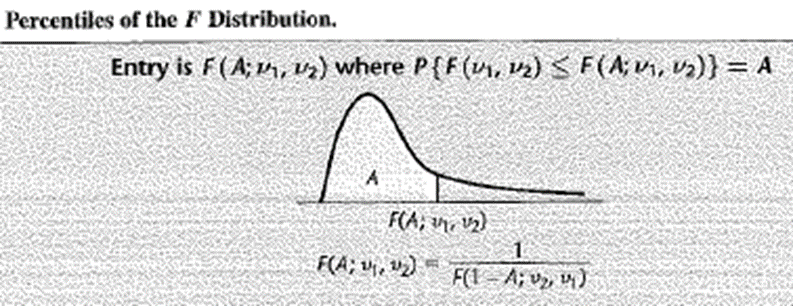 Percentiles of the F Distribution.
Entry is F(A; ν₁, ν₂) where P{F(ν₁, ν₂) ≤ F(A; ν₁, ν₂)} = A
A
F(A; ν₁, ν₂)
F(A; ν₁, ν₂) = 1 / F(1 − A; ν₂, ν₁)